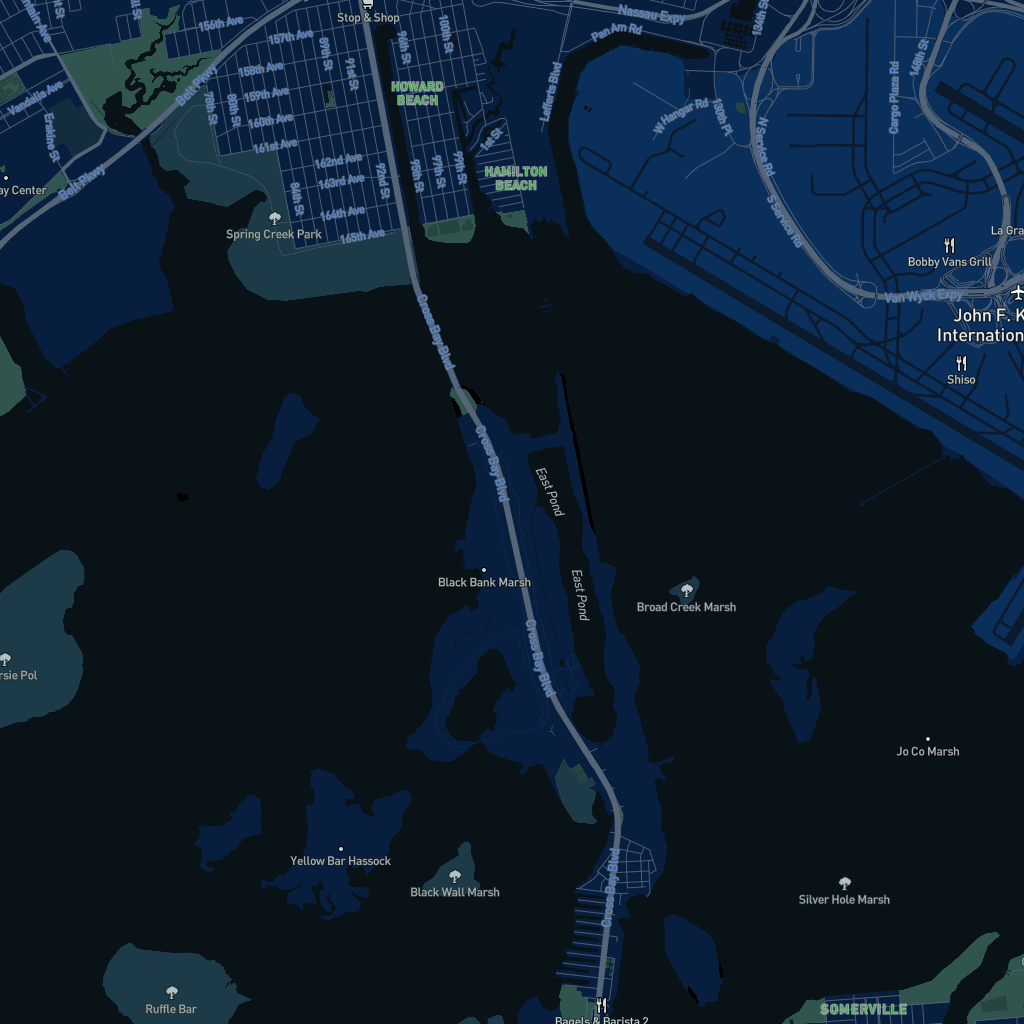 Stop & Shop
Nassau Expy
Pan Am Rd
134th St
156th Ave
157th Ave
158th Ave
159th Ave
160th Ave
161st Ave
162nd Ave
163rd Ave
164th Ave
165th Ave
78th St
80th St
89th St
91st St
96th St
100th St
92nd St
95th St
97th St
99th St
84th St
1st St
Lefferts Blvd
HOWARD
BEACH
HAMILTON
BEACH
Belt Pkwy
Belt Pkwy
Vandalia Ave
Erskine St
ay Center
Spring Creek Park
W Hangar Rd
130th Pl
N Service Rd
S Service Rd
Cargo Plaza Rd
148th St
La Gra
Bobby Vans Grill
Van Wyck Expy
John F. K
Internation
Shiso
Cross Bay Blvd
Cross Bay Blvd
East Pond
East Pond
Black Bank Marsh
Broad Creek Marsh
Cross Bay Blvd
rsie Pol
Jo Co Marsh
Yellow Bar Hassock
Black Wall Marsh
Cross Bay Blvd
Silver Hole Marsh
Ruffle Bar
SOMERVILLE
Bagels & Barista 2